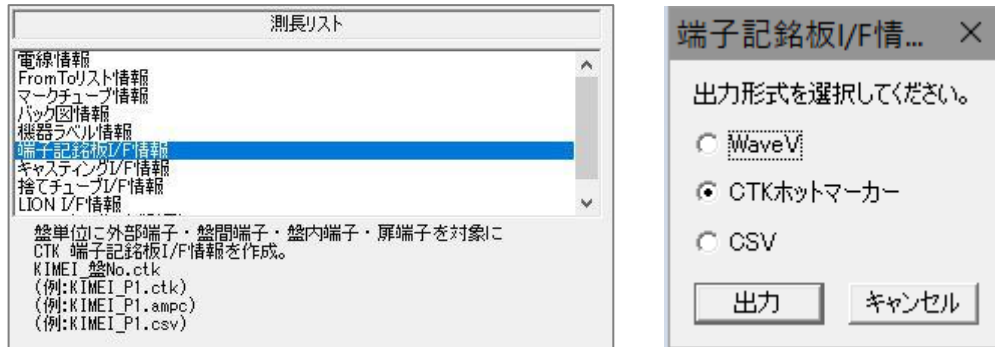 測長リスト
電線情報
FromToリスト情報
マークチューブ情報
バック図情報
機器ラベル情報
端子記銘板I/F情報
キャスティングI/F情報
捨てチューブI/F情報
LION I/F情報
盤単位に外部端子・盤間端子・盤内端子・扉端子を対象に
CTK 端子記銘板I/F情報を作成。
KIMEI_盤No.ctk
(例:KIMEI_P1.ctk)
(例:KIMEI_P1.ampc)
(例:KIMEI_P1.csv)
端子記銘板I/F情... ×
出力形式を選択してください。
WaveV
CTKホットマーカー
CSV
出力 キャンセル